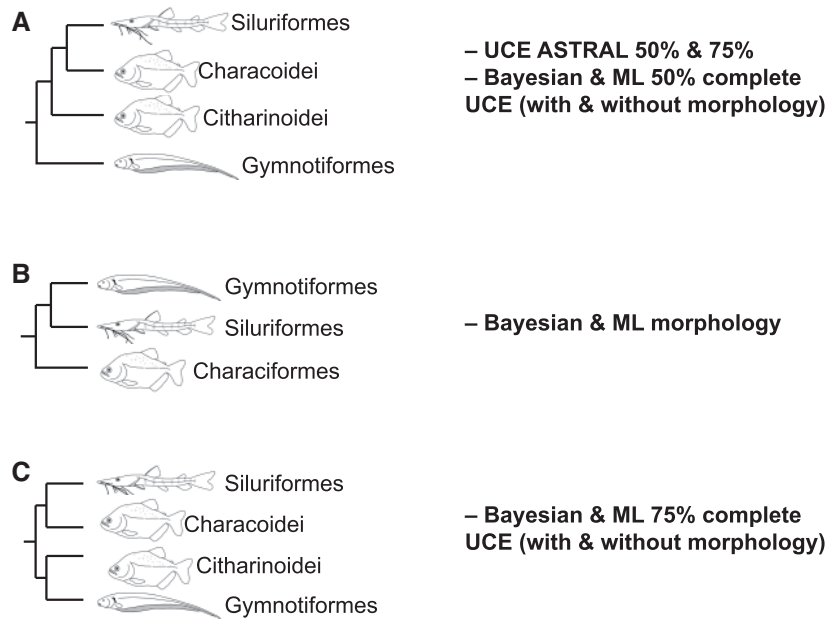 A
Siluriformes
Characoidei
Citharinoidei
Gymnotiformes
– UCE ASTRAL 50% & 75%
– Bayesian & ML 50% complete
UCE (with & without morphology)
B
Gymnotiformes
Siluriformes
Characiformes
– Bayesian & ML morphology
C
Siluriformes
Characoidei
Citharinoidei
Gymnotiformes
– Bayesian & ML 75% complete
UCE (with & without morphology)